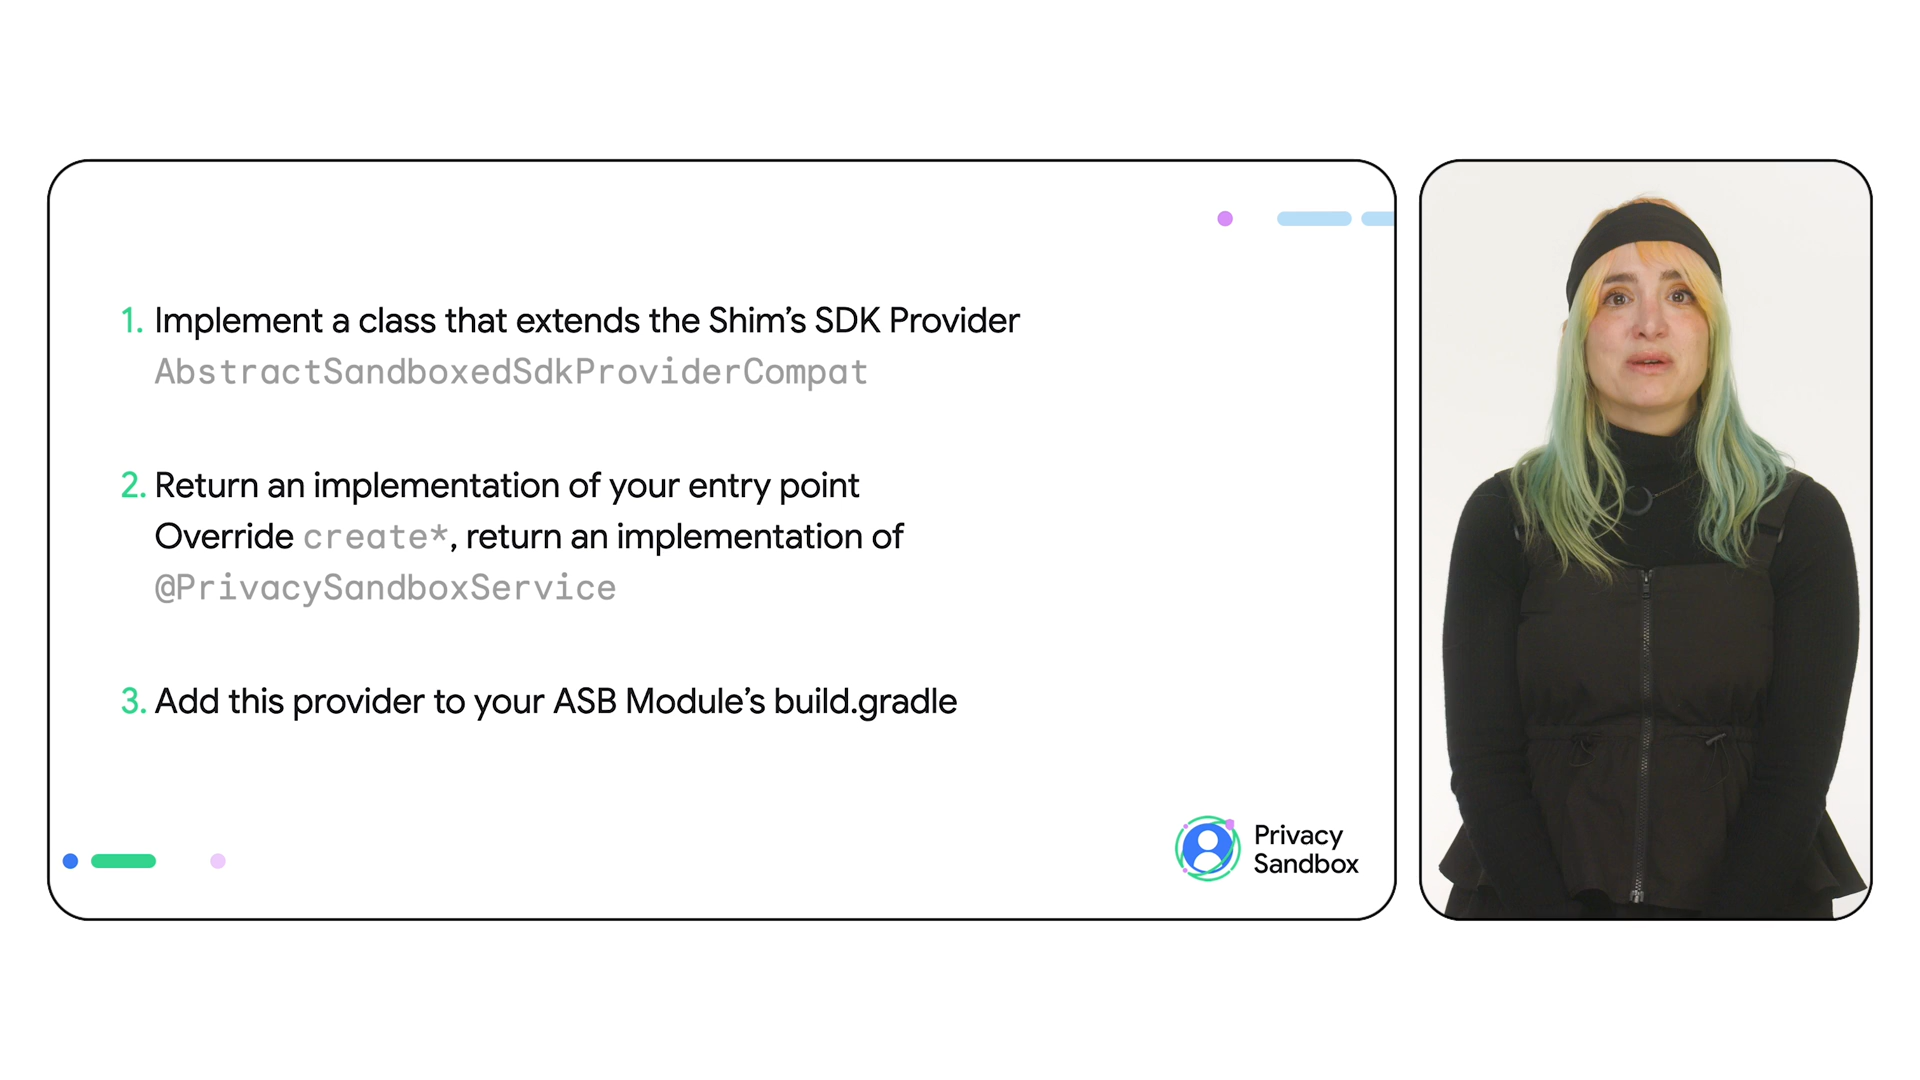 1. Implement a class that extends the Shim’s SDK Provider
AbstractSandboxedSdkProviderCompat
2. Return an implementation of your entry point
Override create*, return an implementation of
@PrivacySandboxService
3. Add this provider to your ASB Module’s build.gradle
Privacy
Sandbox